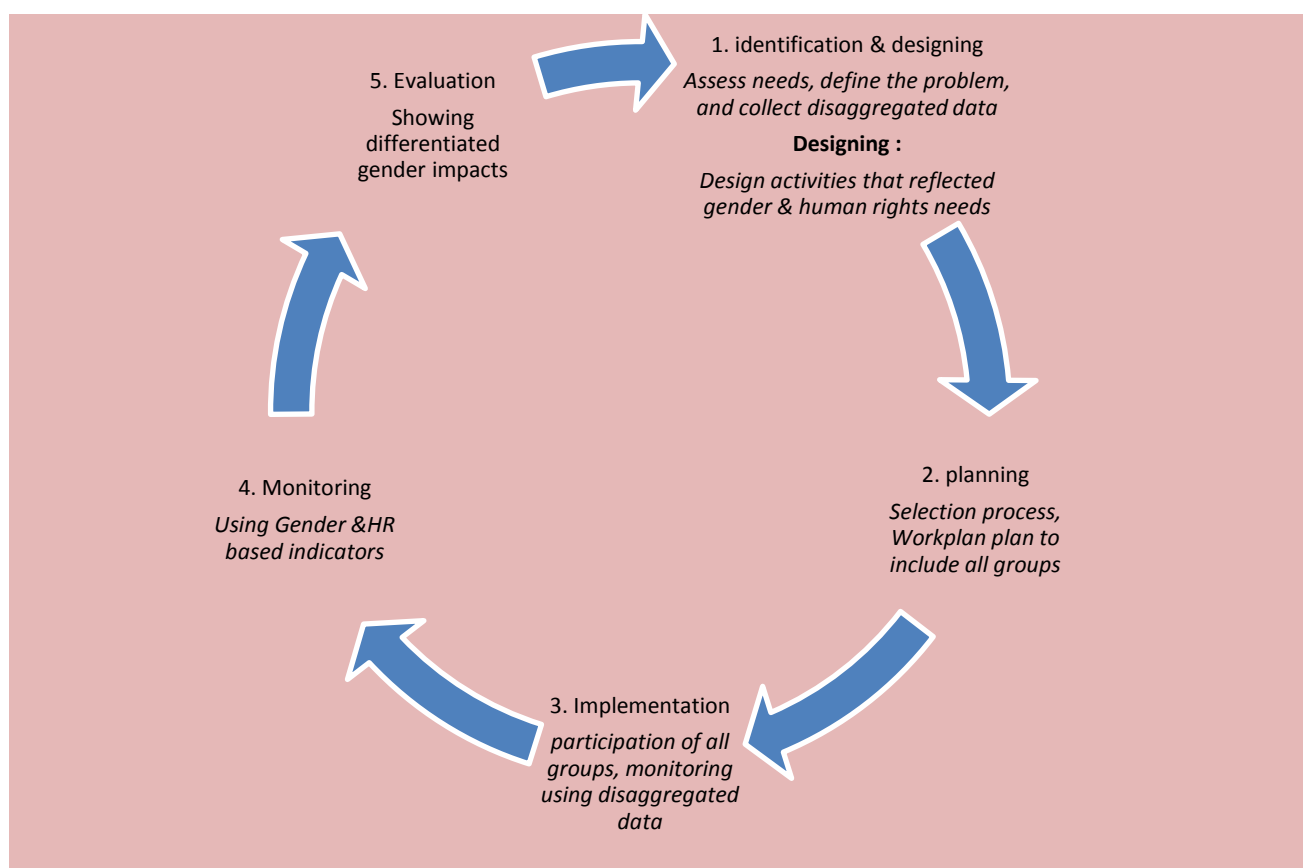 1. identification & designing
Assess needs, define the problem,
and collect disaggregated data
Designing :
Design activities that reflected
gender & human rights needs
2. planning
Selection process,
Workplan plan to
include all groups
3. Implementation
participation of all
groups, monitoring
using disaggregated
data
4. Monitoring
Using Gender &HR
based indicators
5. Evaluation
Showing
differentiated
gender impacts